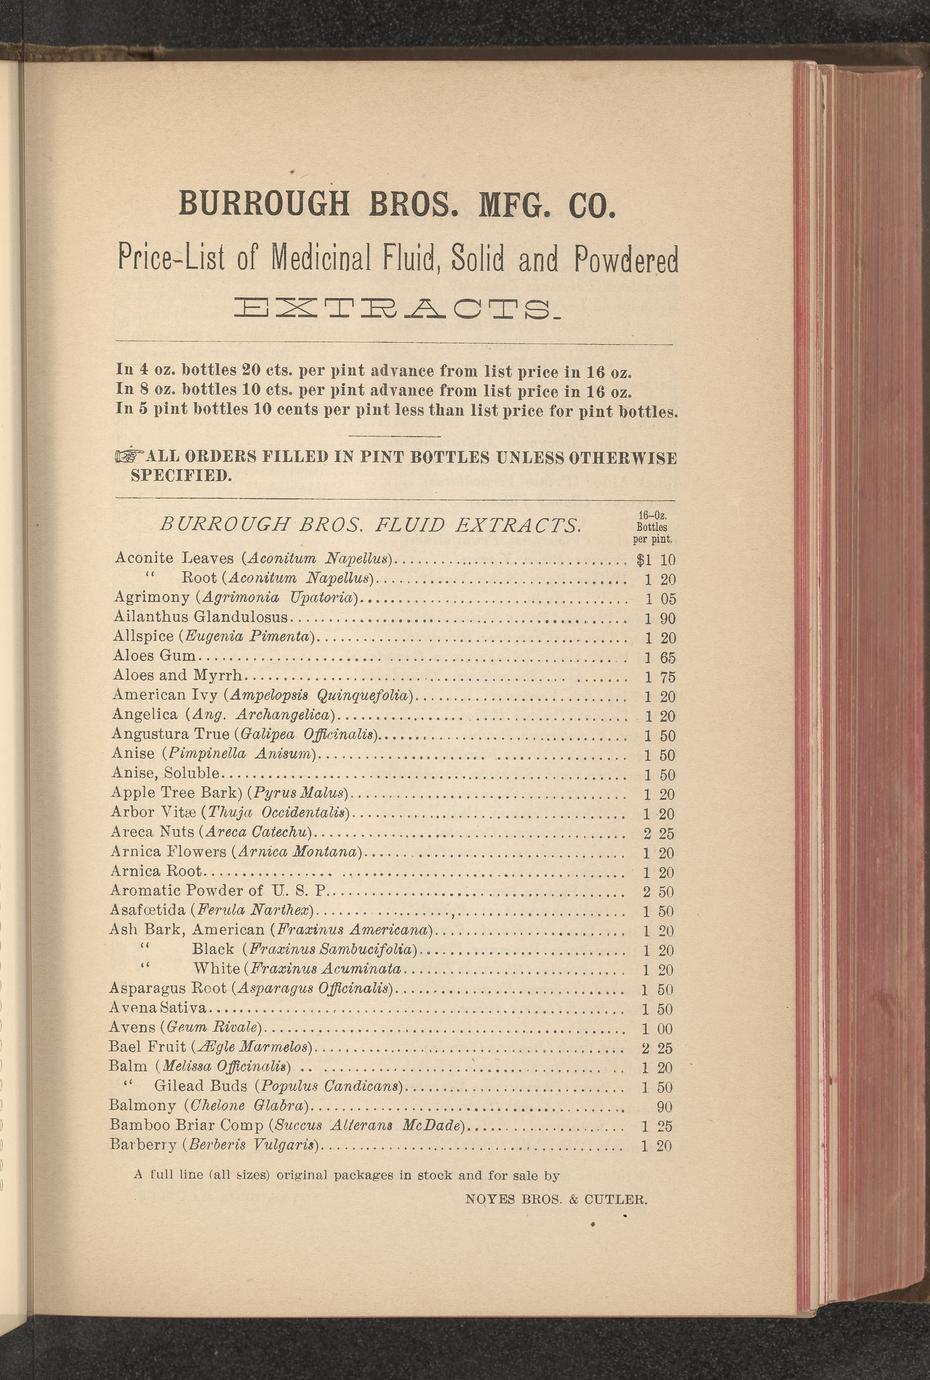 BURROUGH BROS. MFG. CO.
Price-List of Medicinal Fluid, Solid and Powdered
EXTRACTS.
In 4 oz. bottles 20 cts. per pint advance from list price in 16 oz.
In 8 oz. bottles 10 cts. per pint advance from list price in 16 oz.
In 5 pint bottles 10 cents per pint less than list price for pint bottles.
☞ALL ORDERS FILLED IN PINT BOTTLES UNLESS OTHERWISE
SPECIFIED.
BURROUGH BROS. FLUID EXTRACTS.
16-Oz.
Bottles
per pint.
Aconite Leaves (Aconitum Napellus)..............................$1 10
" Root (Aconitum Napellus)................................ 1 20
Agrimony (Agrimonia Upatoria)................................... 1 05
Ailanthus Glandulosus............................................ 1 90
Allspice (Eugenia Pimenta)........................................ 1 20
Aloes Gum........................................................ 1 65
Aloes and Myrrh.................................................. 1 75
American Ivy (Ampelopsis Quinquefolia)........................... 1 20
Angelica (Ang. Archangelica)..................................... 1 20
Angustura True (Galipea Officinalis)............................. 1 50
Anise (Pimpinella Anisum)........................................ 1 50
Anise, Soluble................................................... 1 50
Apple Tree Bark) (Pyrus Malus)................................... 1 20
Arbor Vitæ (Thuja Occidentalis).................................. 1 20
Areca Nuts (Areca Catechu)....................................... 2 25
Arnica Flowers (Arnica Montana).................................. 1 20
Arnica Root...................................................... 1 20
Aromatic Powder of U. S. P....................................... 2 50
Asafœtida (Ferula Narthex)....................................... 1 50
Ash Bark, American (Fraxinus Americana).......................... 1 20
" Black (Fraxinus Sambucifolia)............................ 1 20
" White (Fraxinus Acuminata.............................. 1 20
Asparagus Root (Asparagus Officinalis)........................... 1 50
Avena Sativa..................................................... 1 50
Avens (Geum Rivale).............................................. 1 00
Bael Fruit (Ægle Marmelos)....................................... 2 25
Balm (Melissa Officinalis) ...................................... 1 20
" Gilead Buds (Populus Candicans)............................ 1 50
Balmony (Chelone Glabra)......................................... 90
Bamboo Briar Comp (Succus Alterans McDade)....................... 1 25
Barberry (Berberis Vulgaris)..................................... 1 20
A full line (all sizes) original packages in stock and for sale by
NOYES BROS. & CUTLER.